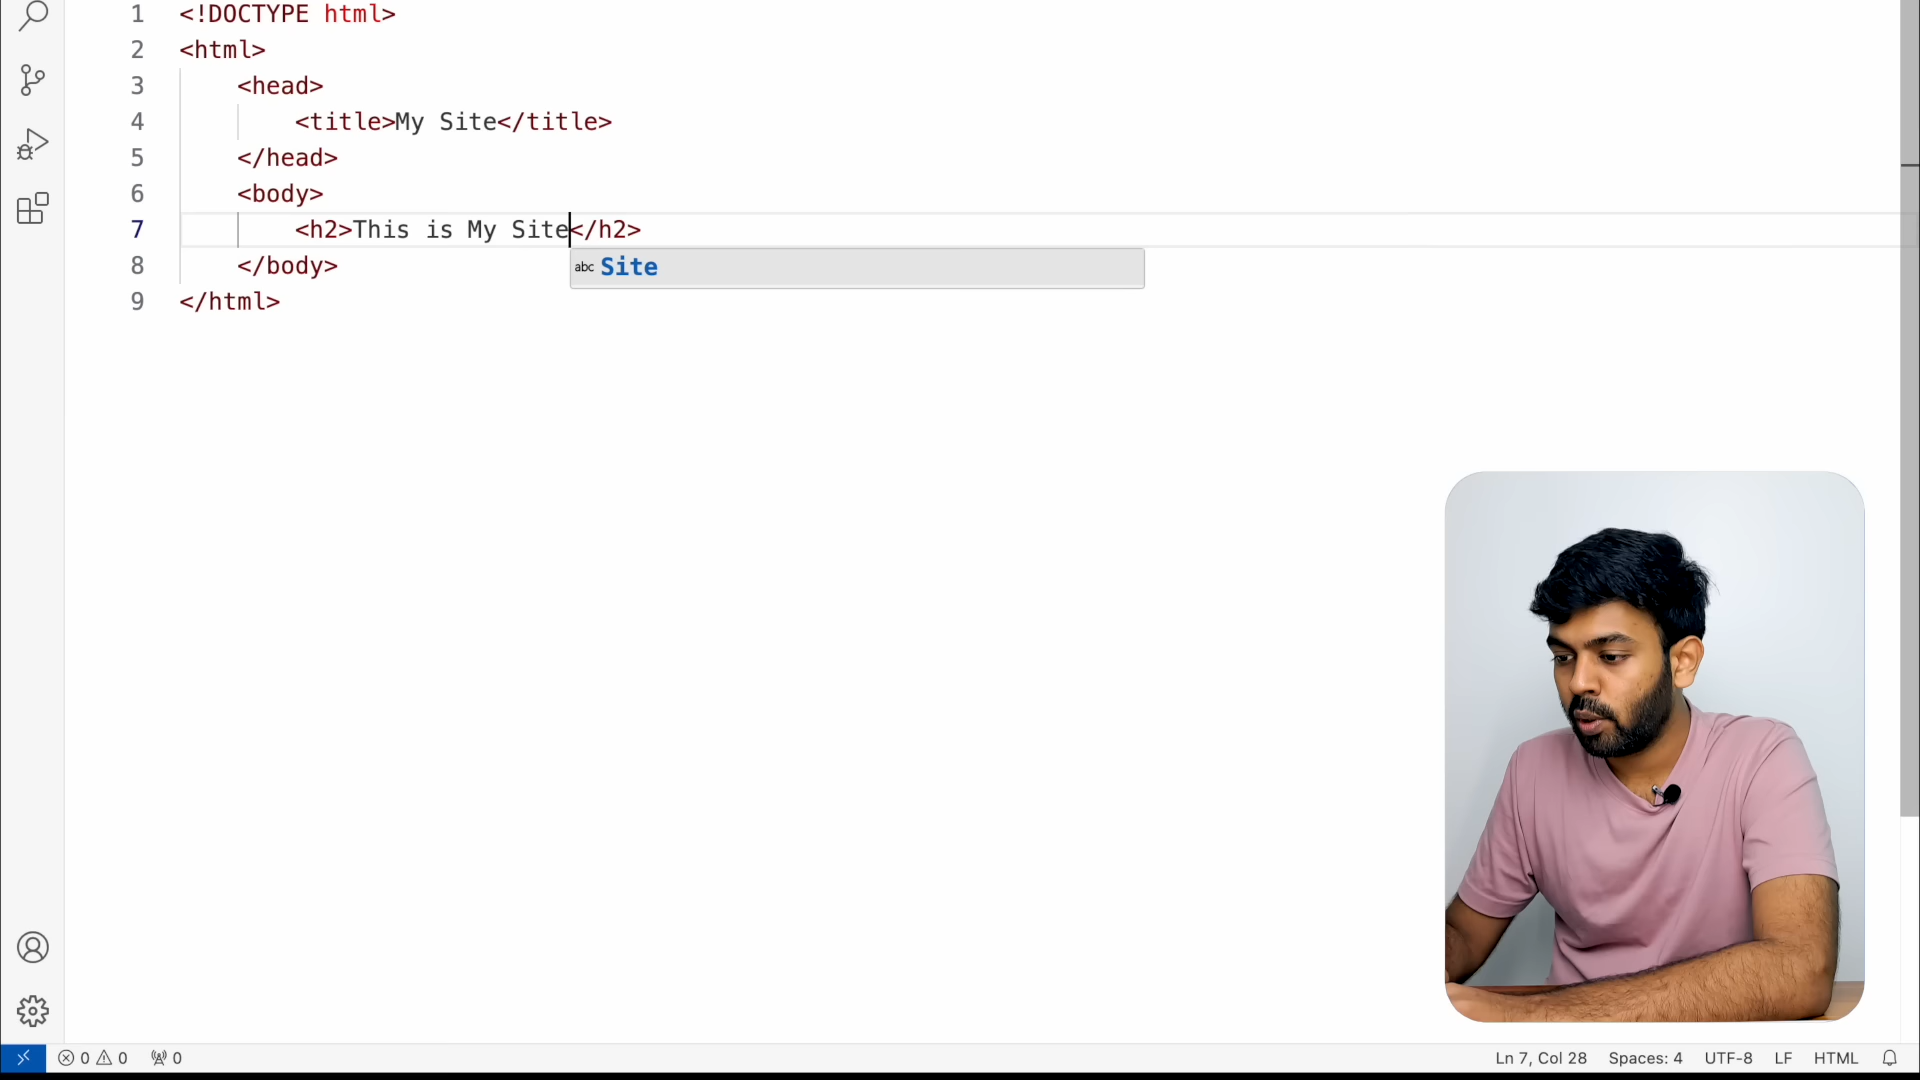 1 <!DOCTYPE html>
2 <html>
3     <head>
4         <title>My Site</title>
5     </head>
6     <body>
7         <h2>This is My Site</h2>
abc Site
8     </body>
9 </html>
0 0 0 Ln 7, Col 28 Spaces: 4 UTF-8 LF HTML